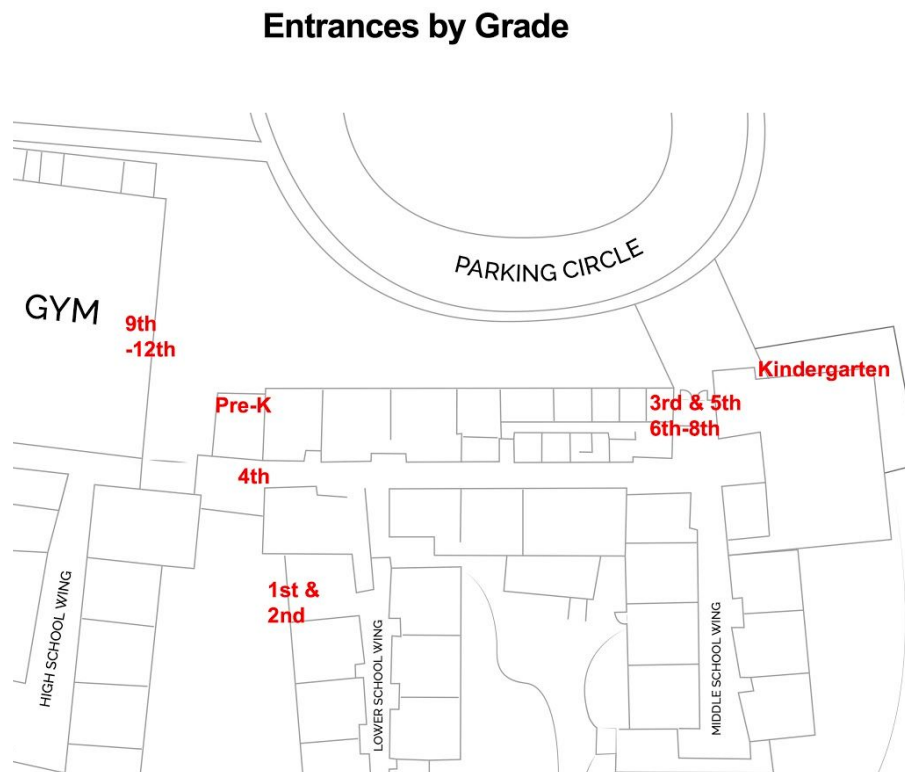 Entrances by Grade
PARKING CIRCLE
GYM
9th
-12th
Kindergarten
Pre-K
3rd & 5th
6th-8th
4th
1st &
2nd
HIGH SCHOOL WING
LOWER SCHOOL WING
MIDDLE SCHOOL WING